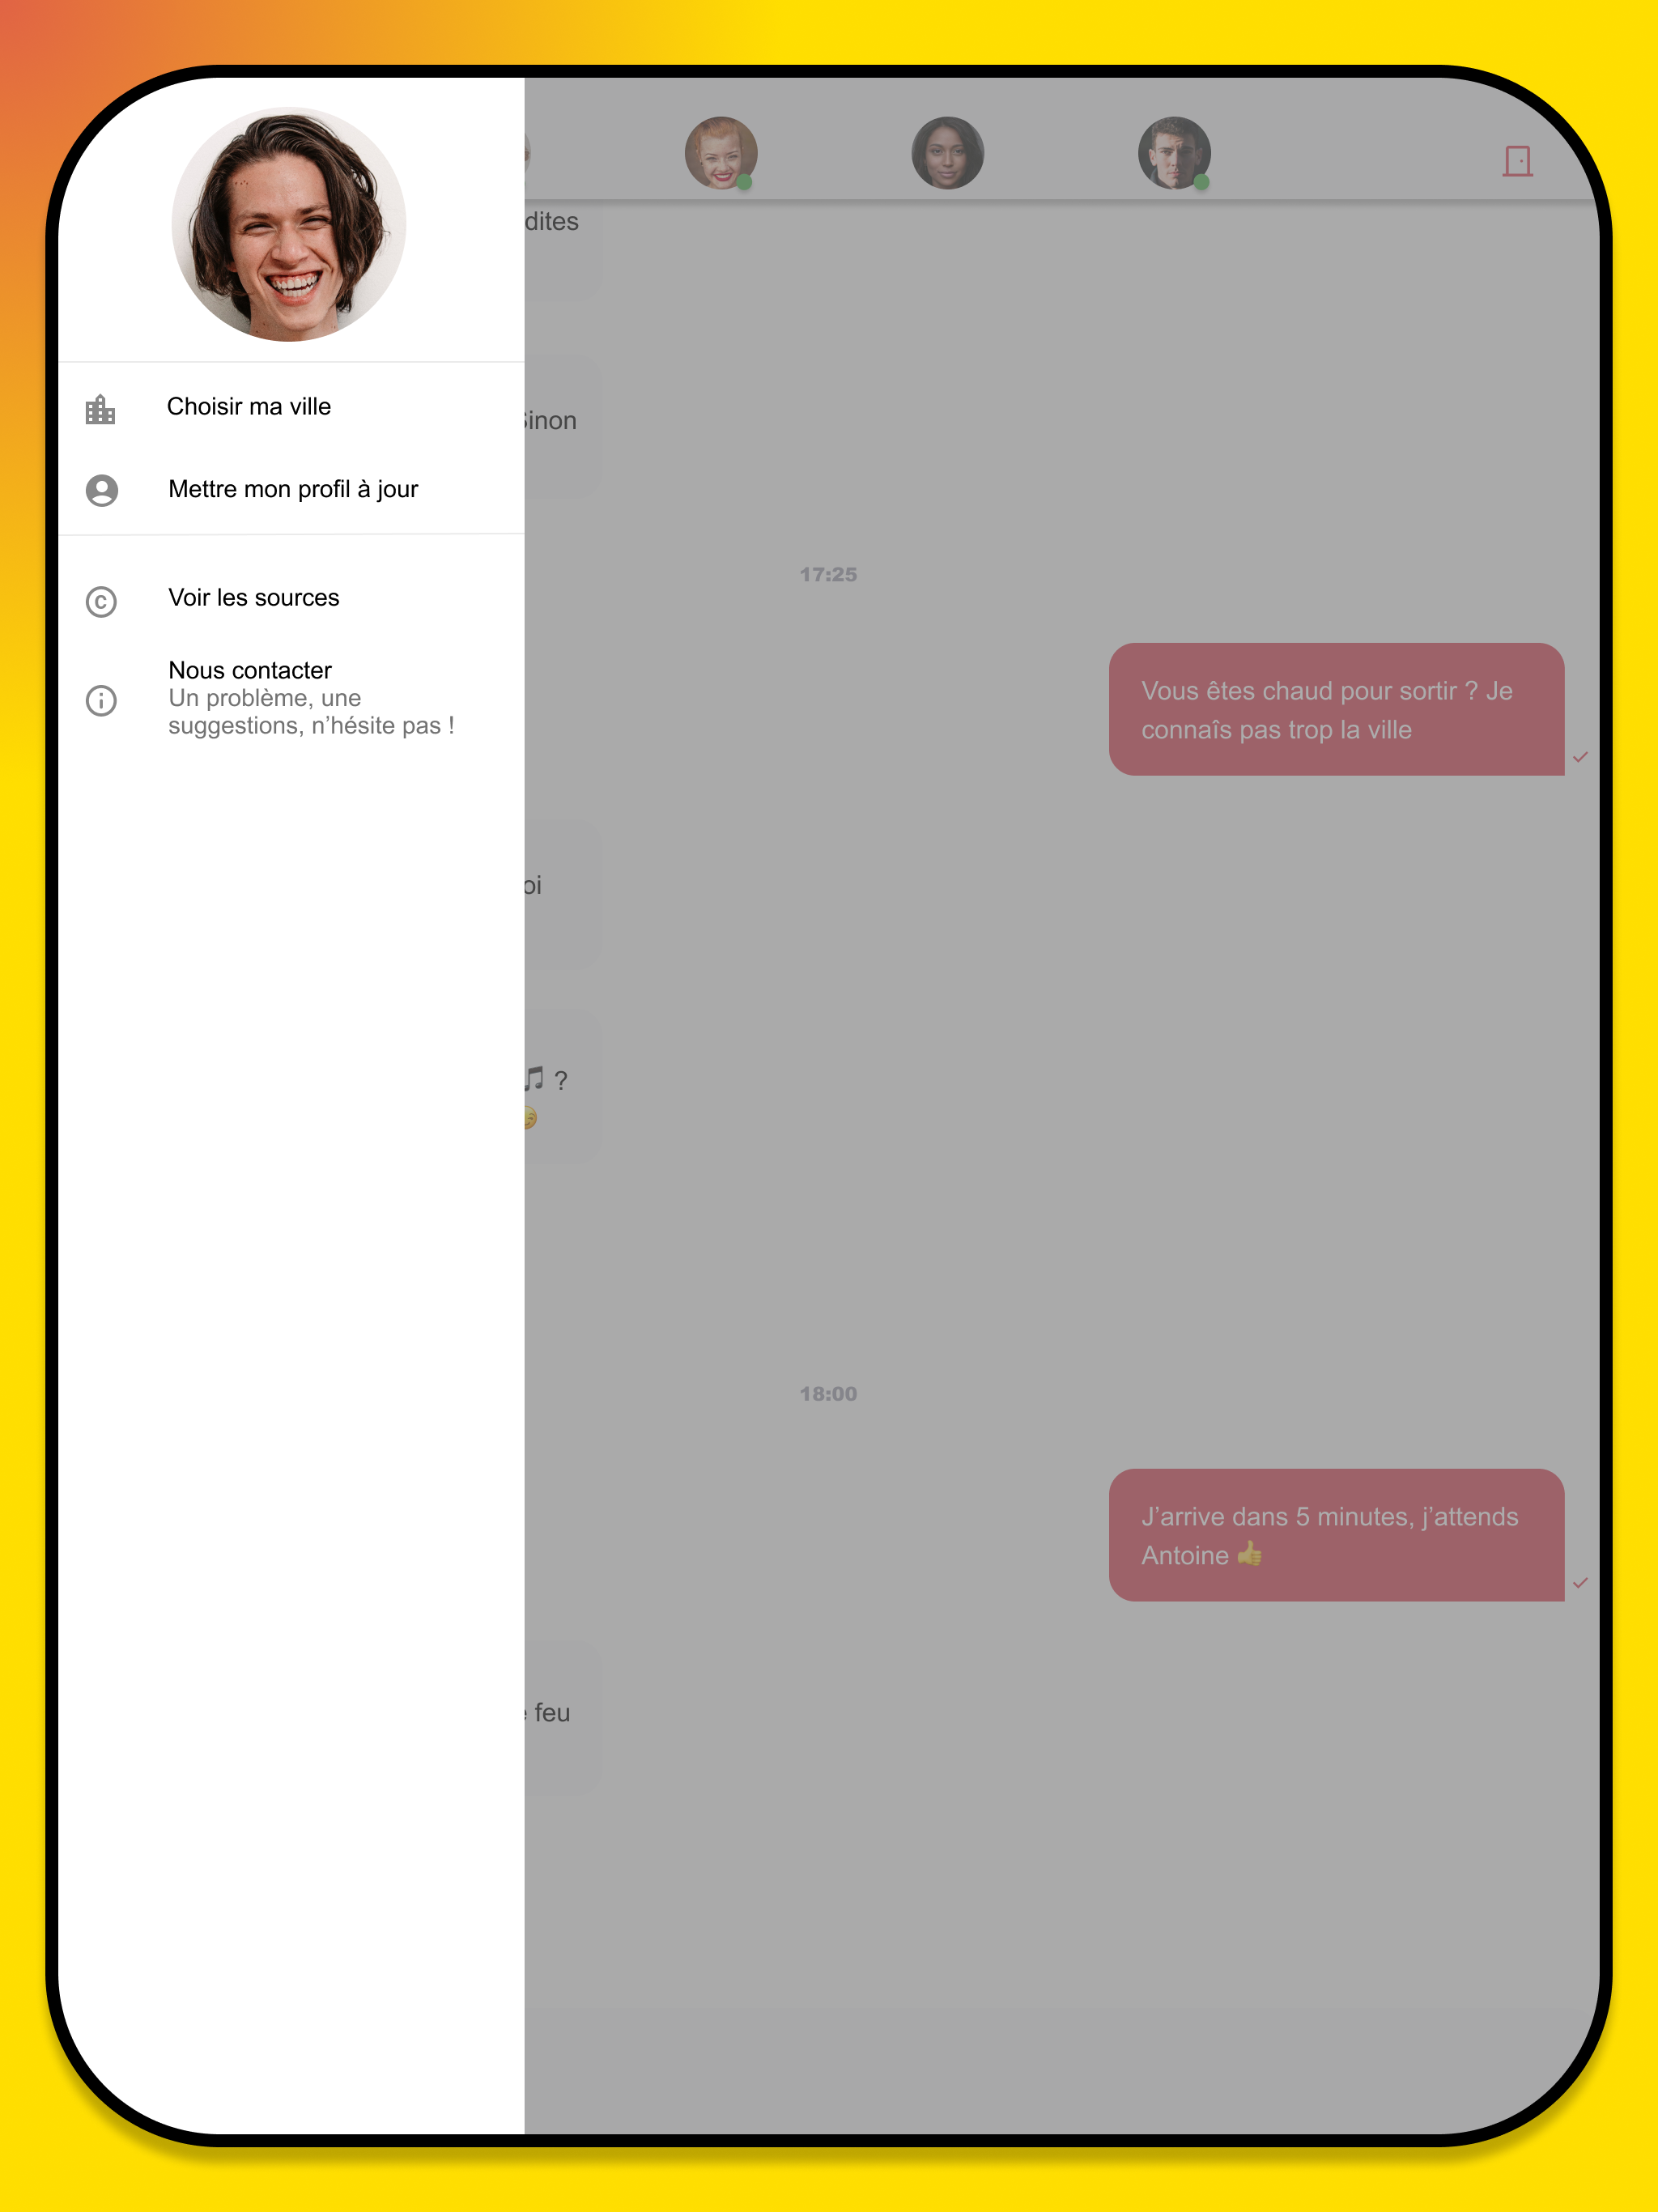 Choisir ma ville
Mettre mon profil à jour
Voir les sources
Nous contacter
Un problème, une
suggestions, n’hésite pas !
dites
Sinon
17:25
Vous êtes chaud pour sortir ? Je
connaîs pas trop la ville
oi
🎵 ?
18:00
J’arrive dans 5 minutes, j’attends
Antoine 👍
feu